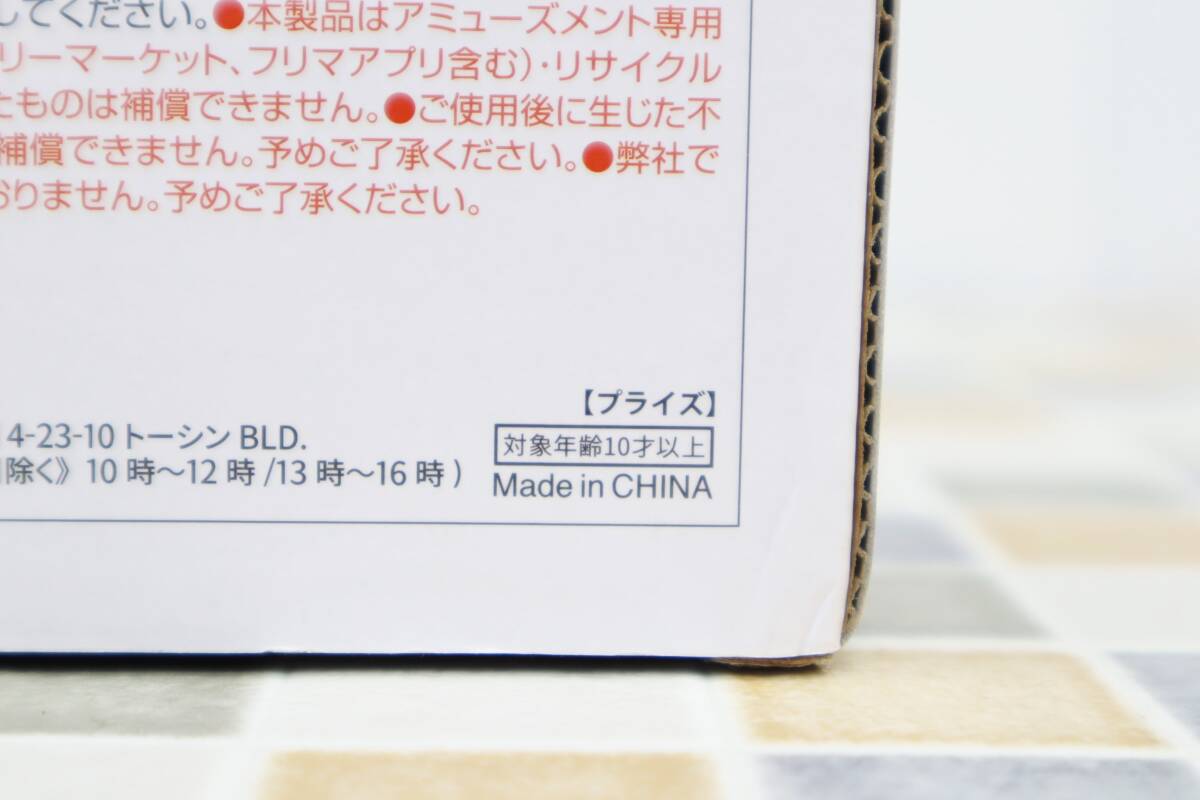 してください。●本製品はアミューズメント専用
リーマーケット、フリマアプリ含む)・リサイクル
たものは補償できません。●ご使用後に生じた不
補償できません。予めご了承ください。●弊社で
おりません。予めご了承ください。
【プライズ】
4-23-10 トーシン BLD.
対象年齢10才以上
除く》10 時～12 時 /13 時～16 時 )
Made in CHINA